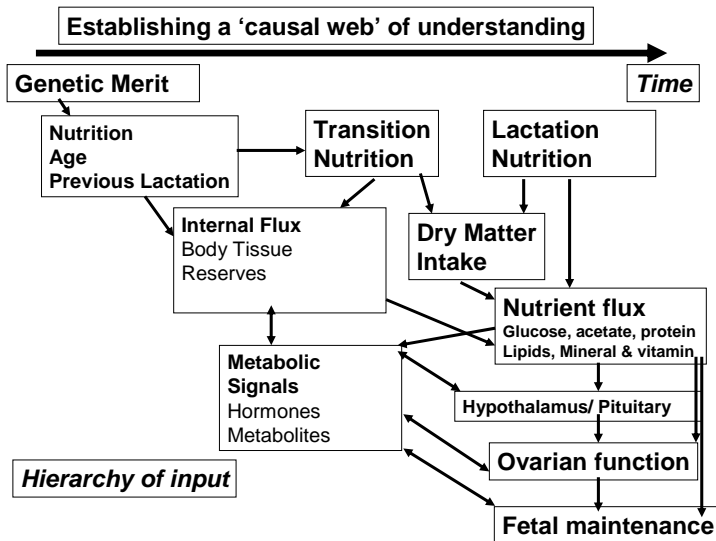 Establishing a ‘causal web’ of understanding
Genetic Merit
Time
Nutrition
Age
Previous Lactation
Transition
Nutrition
Lactation
Nutrition
Internal Flux
Body Tissue
Reserves
Dry Matter
Intake
Nutrient flux
Glucose, acetate, protein
Lipids, Mineral & vitamin
Metabolic
Signals
Hormones
Metabolites
Hypothalamus/ Pituitary
Ovarian function
Hierarchy of input
Fetal maintenance